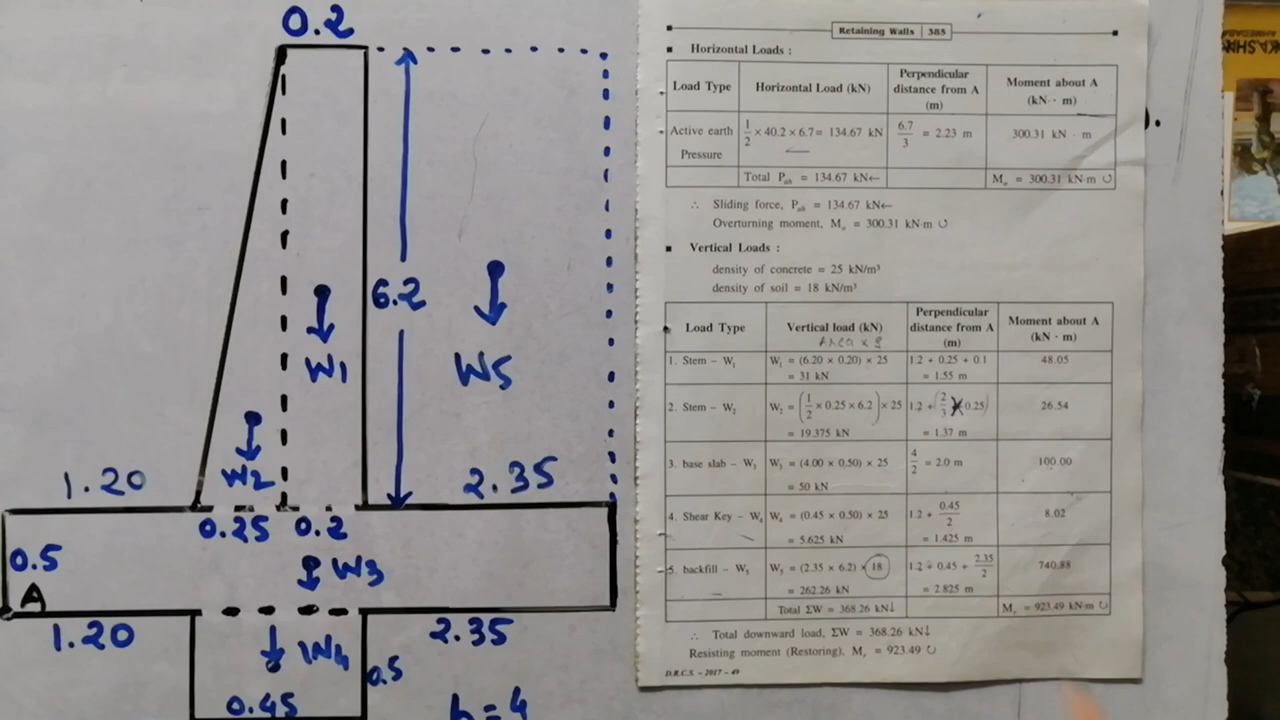 0.2
6.2
W1
W5
W2
1.20
2.35
0.25 0.2
0.5
W3
A
1.20
2.35
W4
0.5
0.45
b=4
Retaining Walls | 385
▪ Horizontal Loads :
Load Type | Horizontal Load (kN) | Perpendicular distance from A (m) | Moment about A (kN · m)
Active earth Pressure | 1/2 × 40.2 × 6.7 = 134.67 kN | 6.7/3 = 2.23 m | 300.31 kN · m
Total Pah = 134.67 kN← | Mo = 300.31 kN·m ↺
∴ Sliding force, Pah = 134.67 kN←
Overturning moment, Mo = 300.31 kN·m ↺
▪ Vertical Loads :
density of concrete = 25 kN/m³
density of soil = 18 kN/m³
Load Type | Vertical load (kN) Area × ρ | Perpendicular distance from A (m) | Moment about A (kN · m)
1. Stem – W1 | W1 = (6.20 × 0.20) × 25 = 31 kN | 1.2 + 0.25 + 0.1 = 1.55 m | 48.05
2. Stem – W2 | W2 = (1/2 × 0.25 × 6.2) × 25 = 19.375 kN | 1.2 + (2/3 × 0.25) = 1.37 m | 26.54
3. base slab – W3 | W3 = (4.00 × 0.50) × 25 = 50 kN | 4/2 = 2.0 m | 100.00
4. Shear Key – W4 | W4 = (0.45 × 0.50) × 25 = 5.625 kN | 1.2 + 0.45/2 = 1.425 m | 8.02
5. backfill – W5 | W5 = (2.35 × 6.2) × 18 = 262.26 kN | 1.2 + 0.45 + 2.35/2 = 2.825 m | 740.88
Total ΣW = 368.26 kN↓ | Mr = 923.49 kN·m ↻
∴ Total downward load, ΣW = 368.26 kN↓
Resisting moment (Restoring), Mr = 923.49 ↻
D.R.C.S. – 2017 – 49